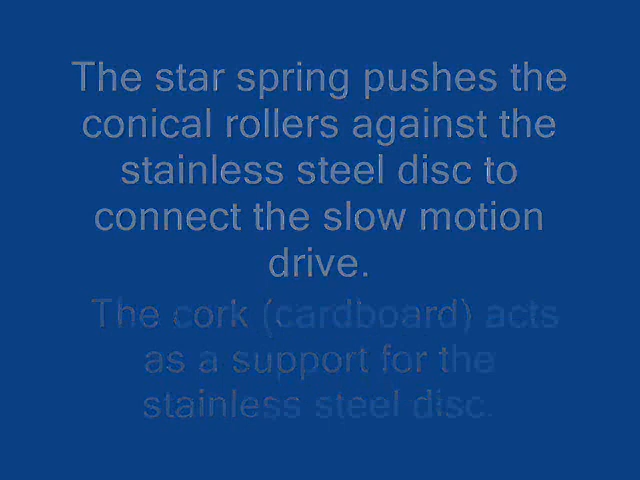 The star spring pushes the
conical rollers against the
stainless steel disc to
connect the slow motion
drive.
The cork (cardboard) acts
as a support for the
stainless steel disc.